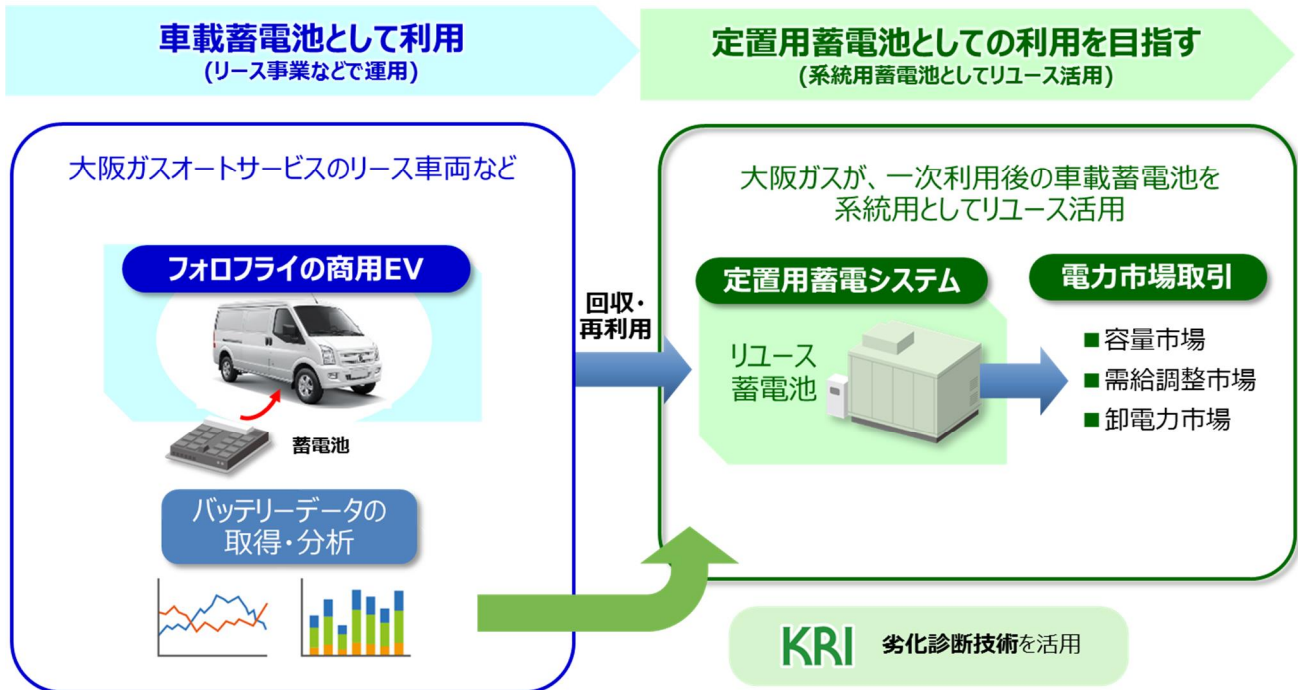 車載蓄電池として利用
(リース事業などで運用)
定置用蓄電池としての利用を目指す
(系統用蓄電池としてリユース活用)
大阪ガスオートサービスのリース車両など
フォロフライの商用EV
蓄電池
バッテリーデータの
取得・分析
回収・
再利用
大阪ガスが、一次利用後の車載蓄電池を
系統用としてリユース活用
定置用蓄電システム
リユース
蓄電池
電力市場取引
■容量市場
■需給調整市場
■卸電力市場
KRI 劣化診断技術を活用